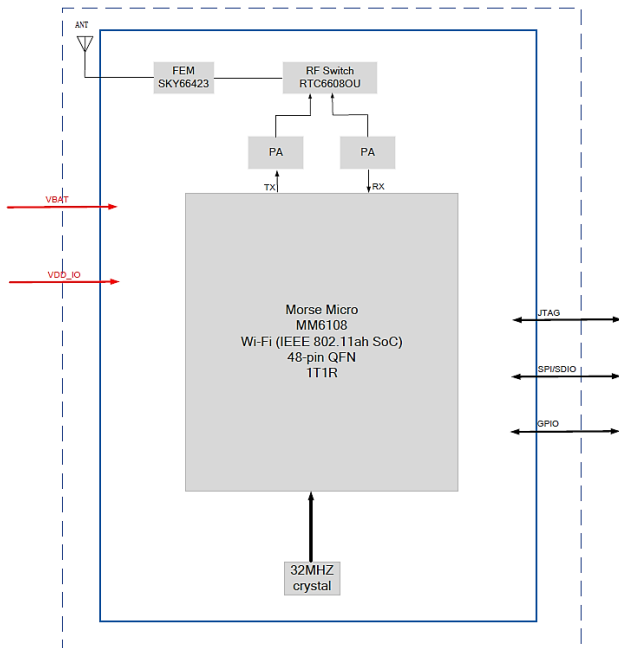 ANT
FEM
SKY66423
RF Switch
RTC6608OU
PA
PA
TX
RX
VBAT
VDD_IO
Morse Micro
MM6108
Wi-Fi (IEEE 802.11ah SoC)
48-pin QFN
1T1R
JTAG
SPI/SDIO
GPIO
32MHZ
crystal